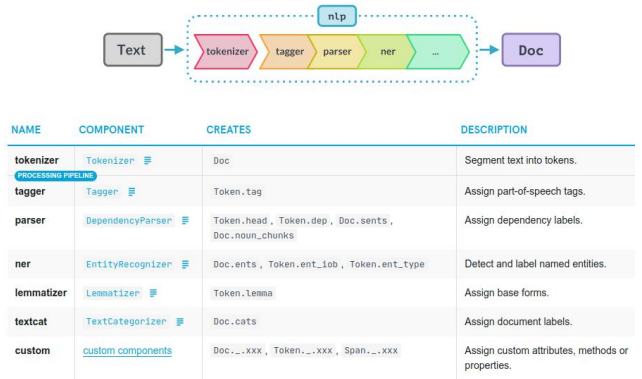 nlp
Text tokenizer tagger parser ner ... Doc
NAME COMPONENT CREATES DESCRIPTION
tokenizer Tokenizer Doc Segment text into tokens.
PROCESSING PIPELINE
tagger Tagger Token.tag Assign part-of-speech tags.
parser DependencyParser Token.head , Token.dep , Doc.sents , Assign dependency labels.
Doc.noun_chunks
ner EntityRecognizer Doc.ents , Token.ent_iob , Token.ent_type Detect and label named entities.
lemmatizer Lemmatizer Token.lemma Assign base forms.
textcat TextCategorizer Doc.cats Assign document labels.
custom custom components Doc._.xxx , Token._.xxx , Span._.xxx Assign custom attributes, methods or
properties.